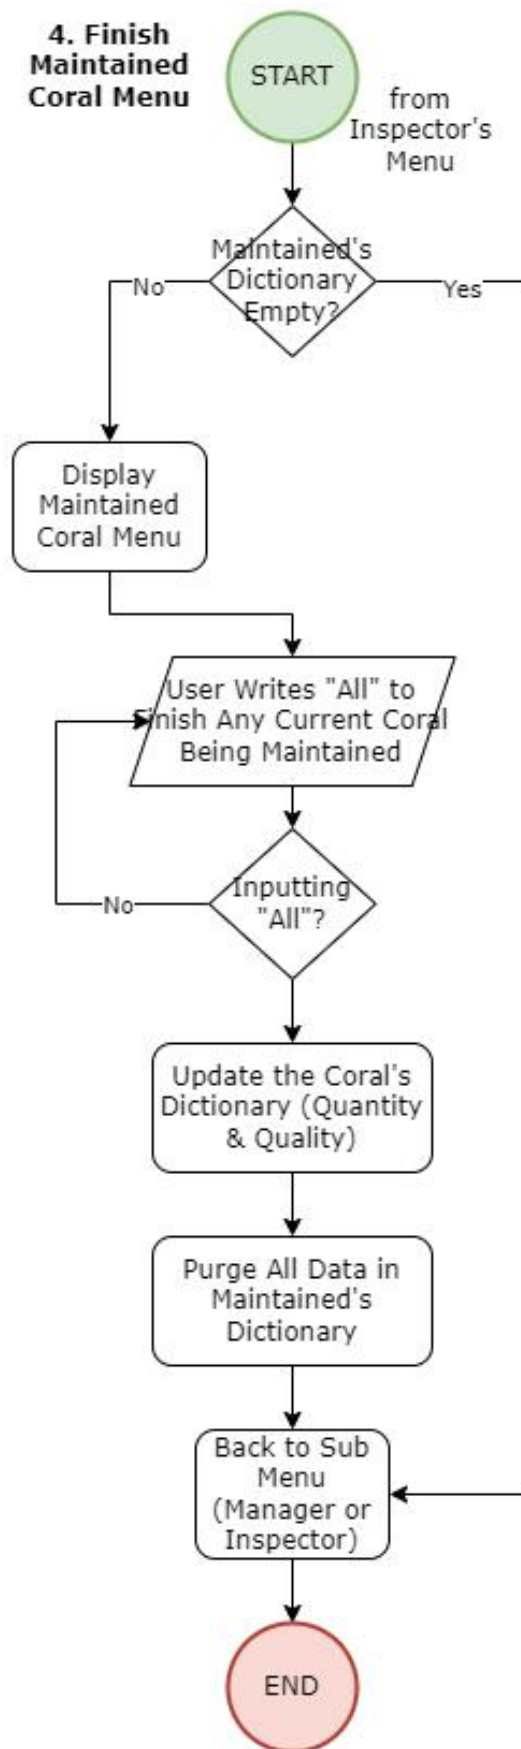 4. Finish
Maintained
Coral Menu
START
from
Inspector's
Menu
Maintained's
Dictionary
Empty?
No
Yes
Display
Maintained
Coral Menu
User Writes "All" to
Finish Any Current Coral
Being Maintained
Inputting
"All"?
No
Update the Coral's
Dictionary (Quantity
& Quality)
Purge All Data in
Maintained's
Dictionary
Back to Sub
Menu
(Manager or
Inspector)
END